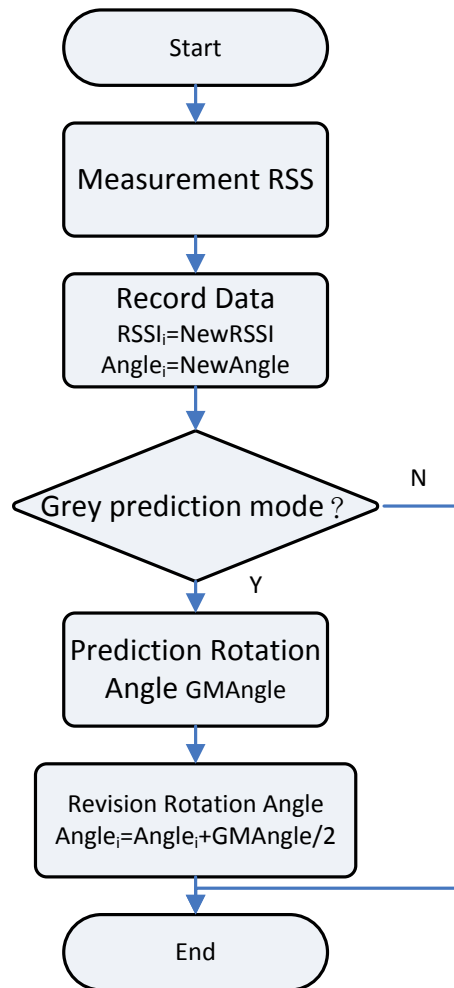 Start
Measurement RSS
Record Data
RSSIᵢ=NewRSSI
Angleᵢ=NewAngle
Grey prediction mode？
N
Y
Prediction Rotation
Angle GMAngle
Revision Rotation Angle
Angleᵢ=Angleᵢ+GMAngle/2
End